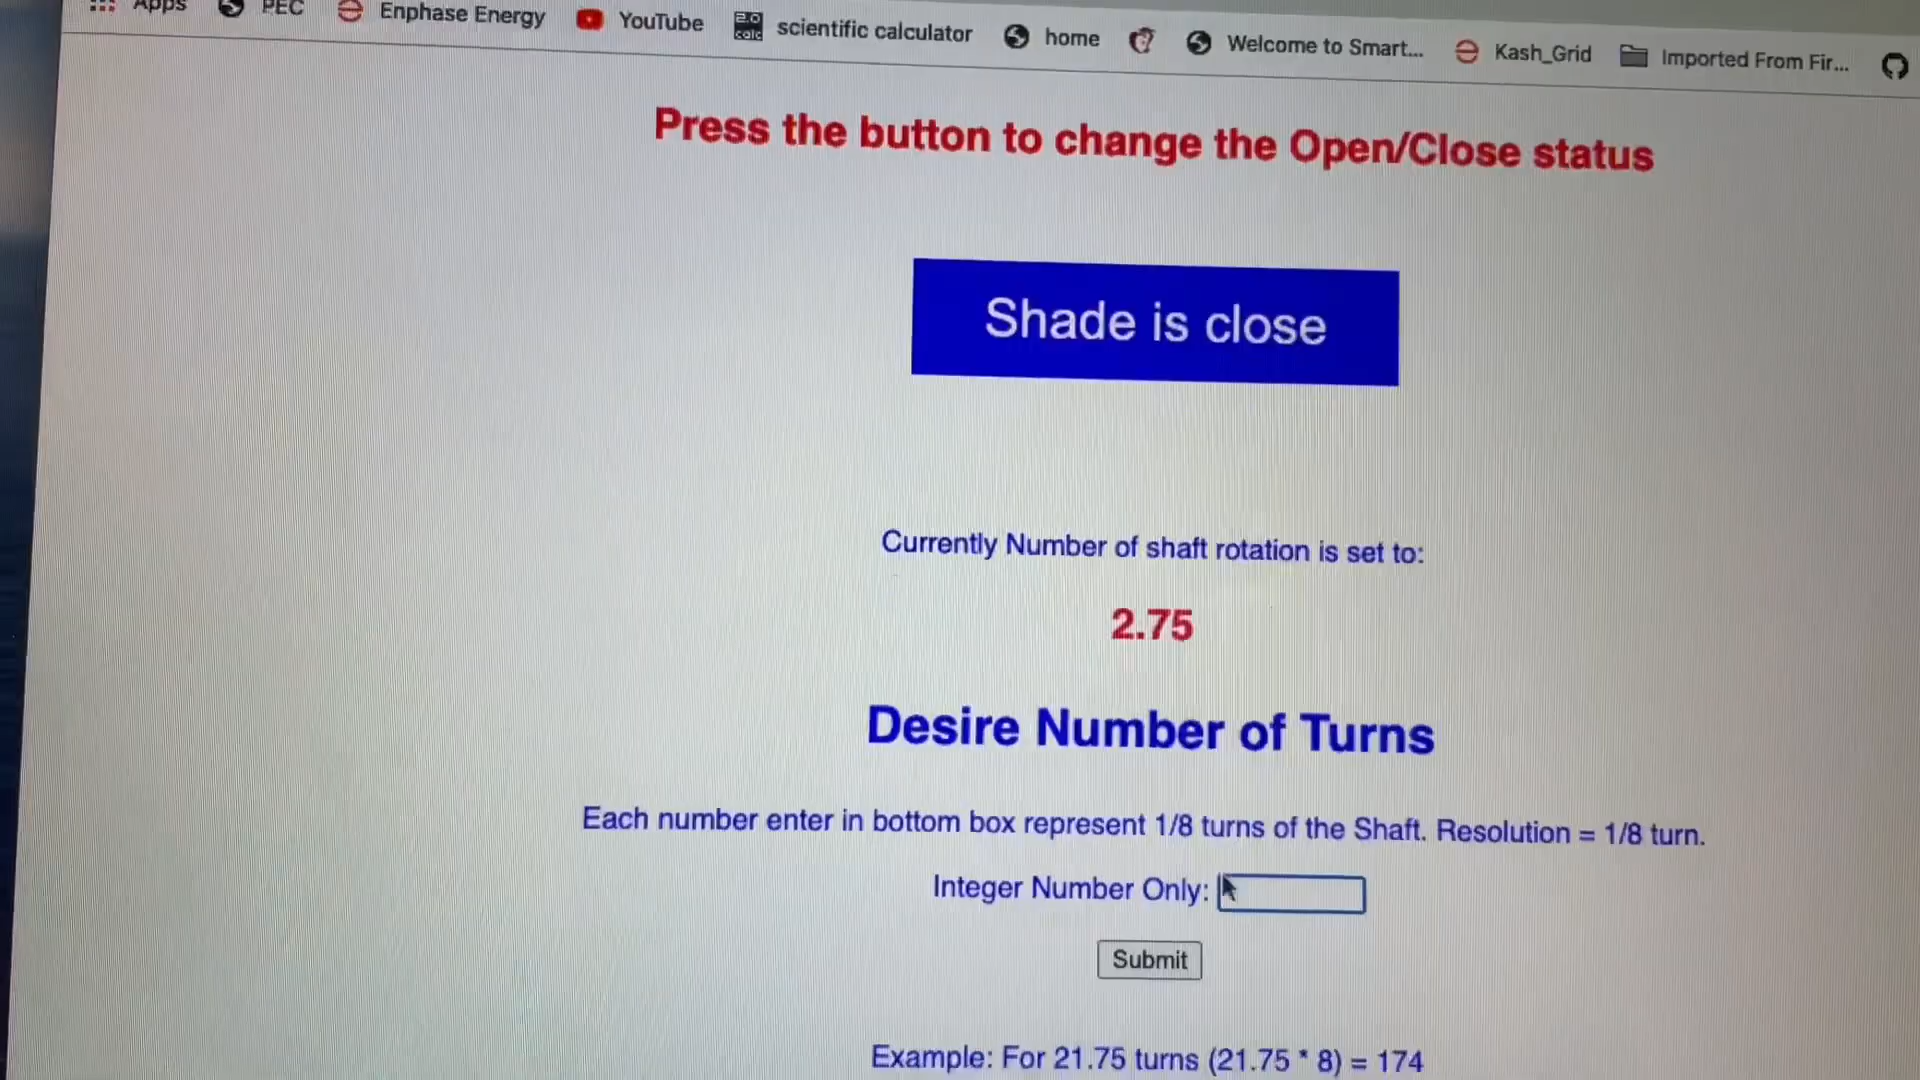 Apps PEC Enphase Energy YouTube 2.0 calc scientific calculator home Welcome to Smart... Kash_Grid Imported From Fir...
Press the button to change the Open/Close status
Shade is close
Currently Number of shaft rotation is set to:
2.75
Desire Number of Turns
Each number enter in bottom box represent 1/8 turns of the Shaft. Resolution = 1/8 turn.
Integer Number Only:
Submit
Example: For 21.75 turns (21.75 * 8) = 174